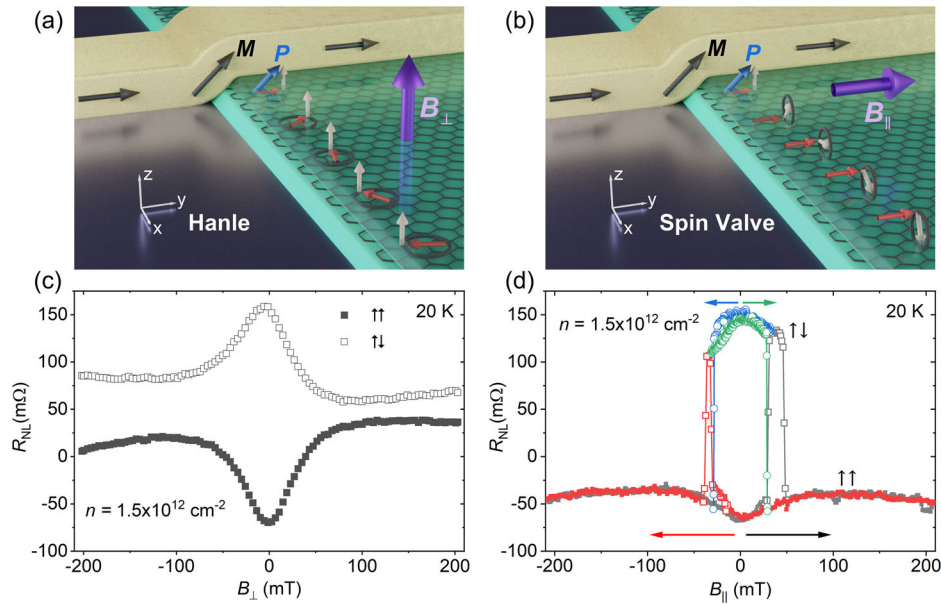 (a)
M
P
B⊥
z
y
x
Hanle
(b)
M
P
B∥
z
y
x
Spin Valve
(c)
150
100
50
0
-50
-100
R_NL(mΩ)
20 K
↑↑
↑↓
n = 1.5x10¹² cm⁻²
-200 -100 0 100 200
B⊥ (mT)
(d)
150
100
50
0
-50
-100
R_NL(mΩ)
n = 1.5x10¹² cm⁻²
20 K
↑↓
↑↑
-200 -100 0 100 200
B∥ (mT)